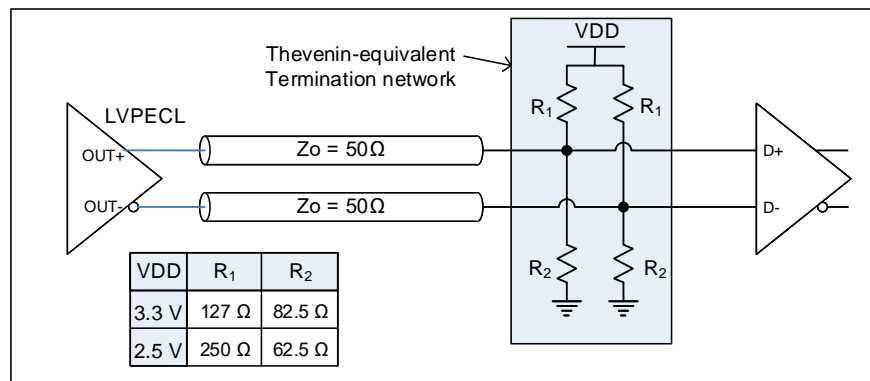 VDD
Thevenin-equivalent
Termination network
R1 R1
LVPECL
OUT+
Zo = 50Ω
D+
OUT-
Zo = 50Ω
D-
R2 R2
VDD R1 R2
3.3 V 127 Ω 82.5 Ω
2.5 V 250 Ω 62.5 Ω